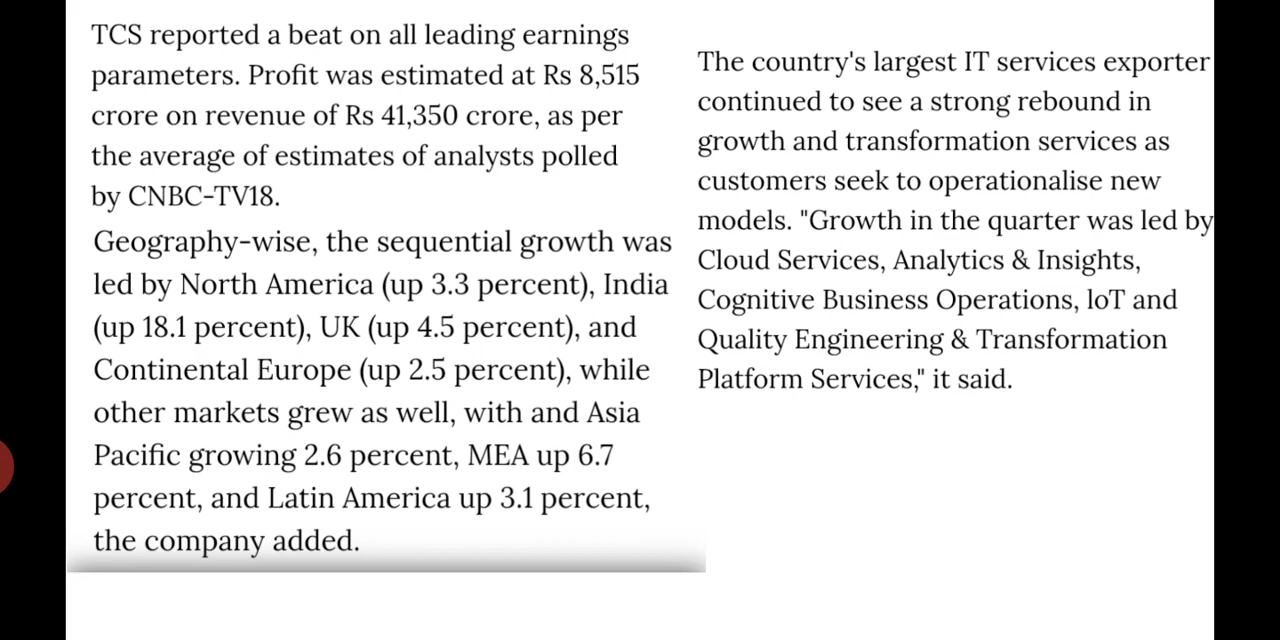 TCS reported a beat on all leading earnings
parameters. Profit was estimated at Rs 8,515
crore on revenue of Rs 41,350 crore, as per
the average of estimates of analysts polled
by CNBC-TV18.
Geography-wise, the sequential growth was
led by North America (up 3.3 percent), India
(up 18.1 percent), UK (up 4.5 percent), and
Continental Europe (up 2.5 percent), while
other markets grew as well, with and Asia
Pacific growing 2.6 percent, MEA up 6.7
percent, and Latin America up 3.1 percent,
the company added.
The country's largest IT services exporter
continued to see a strong rebound in
growth and transformation services as
customers seek to operationalise new
models. "Growth in the quarter was led by
Cloud Services, Analytics & Insights,
Cognitive Business Operations, loT and
Quality Engineering & Transformation
Platform Services," it said.